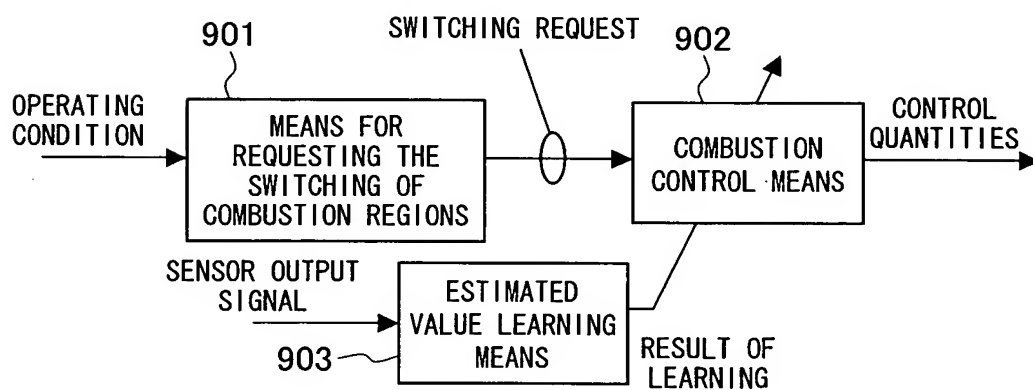 901
SWITCHING REQUEST
902
OPERATING
CONDITION
MEANS FOR
REQUESTING THE
SWITCHING OF
COMBUSTION REGIONS
COMBUSTION
CONTROL MEANS
CONTROL
QUANTITIES
SENSOR OUTPUT
SIGNAL
903
ESTIMATED
VALUE LEARNING
MEANS
RESULT OF
LEARNING